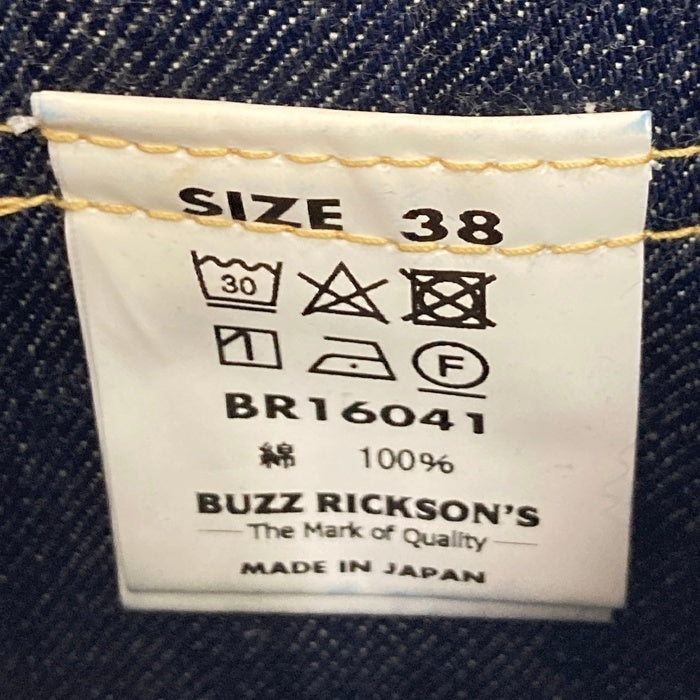 SIZE 38
30
F
BR16041
綿 100%
BUZZ RICKSON'S
The Mark of Quality
MADE IN JAPAN